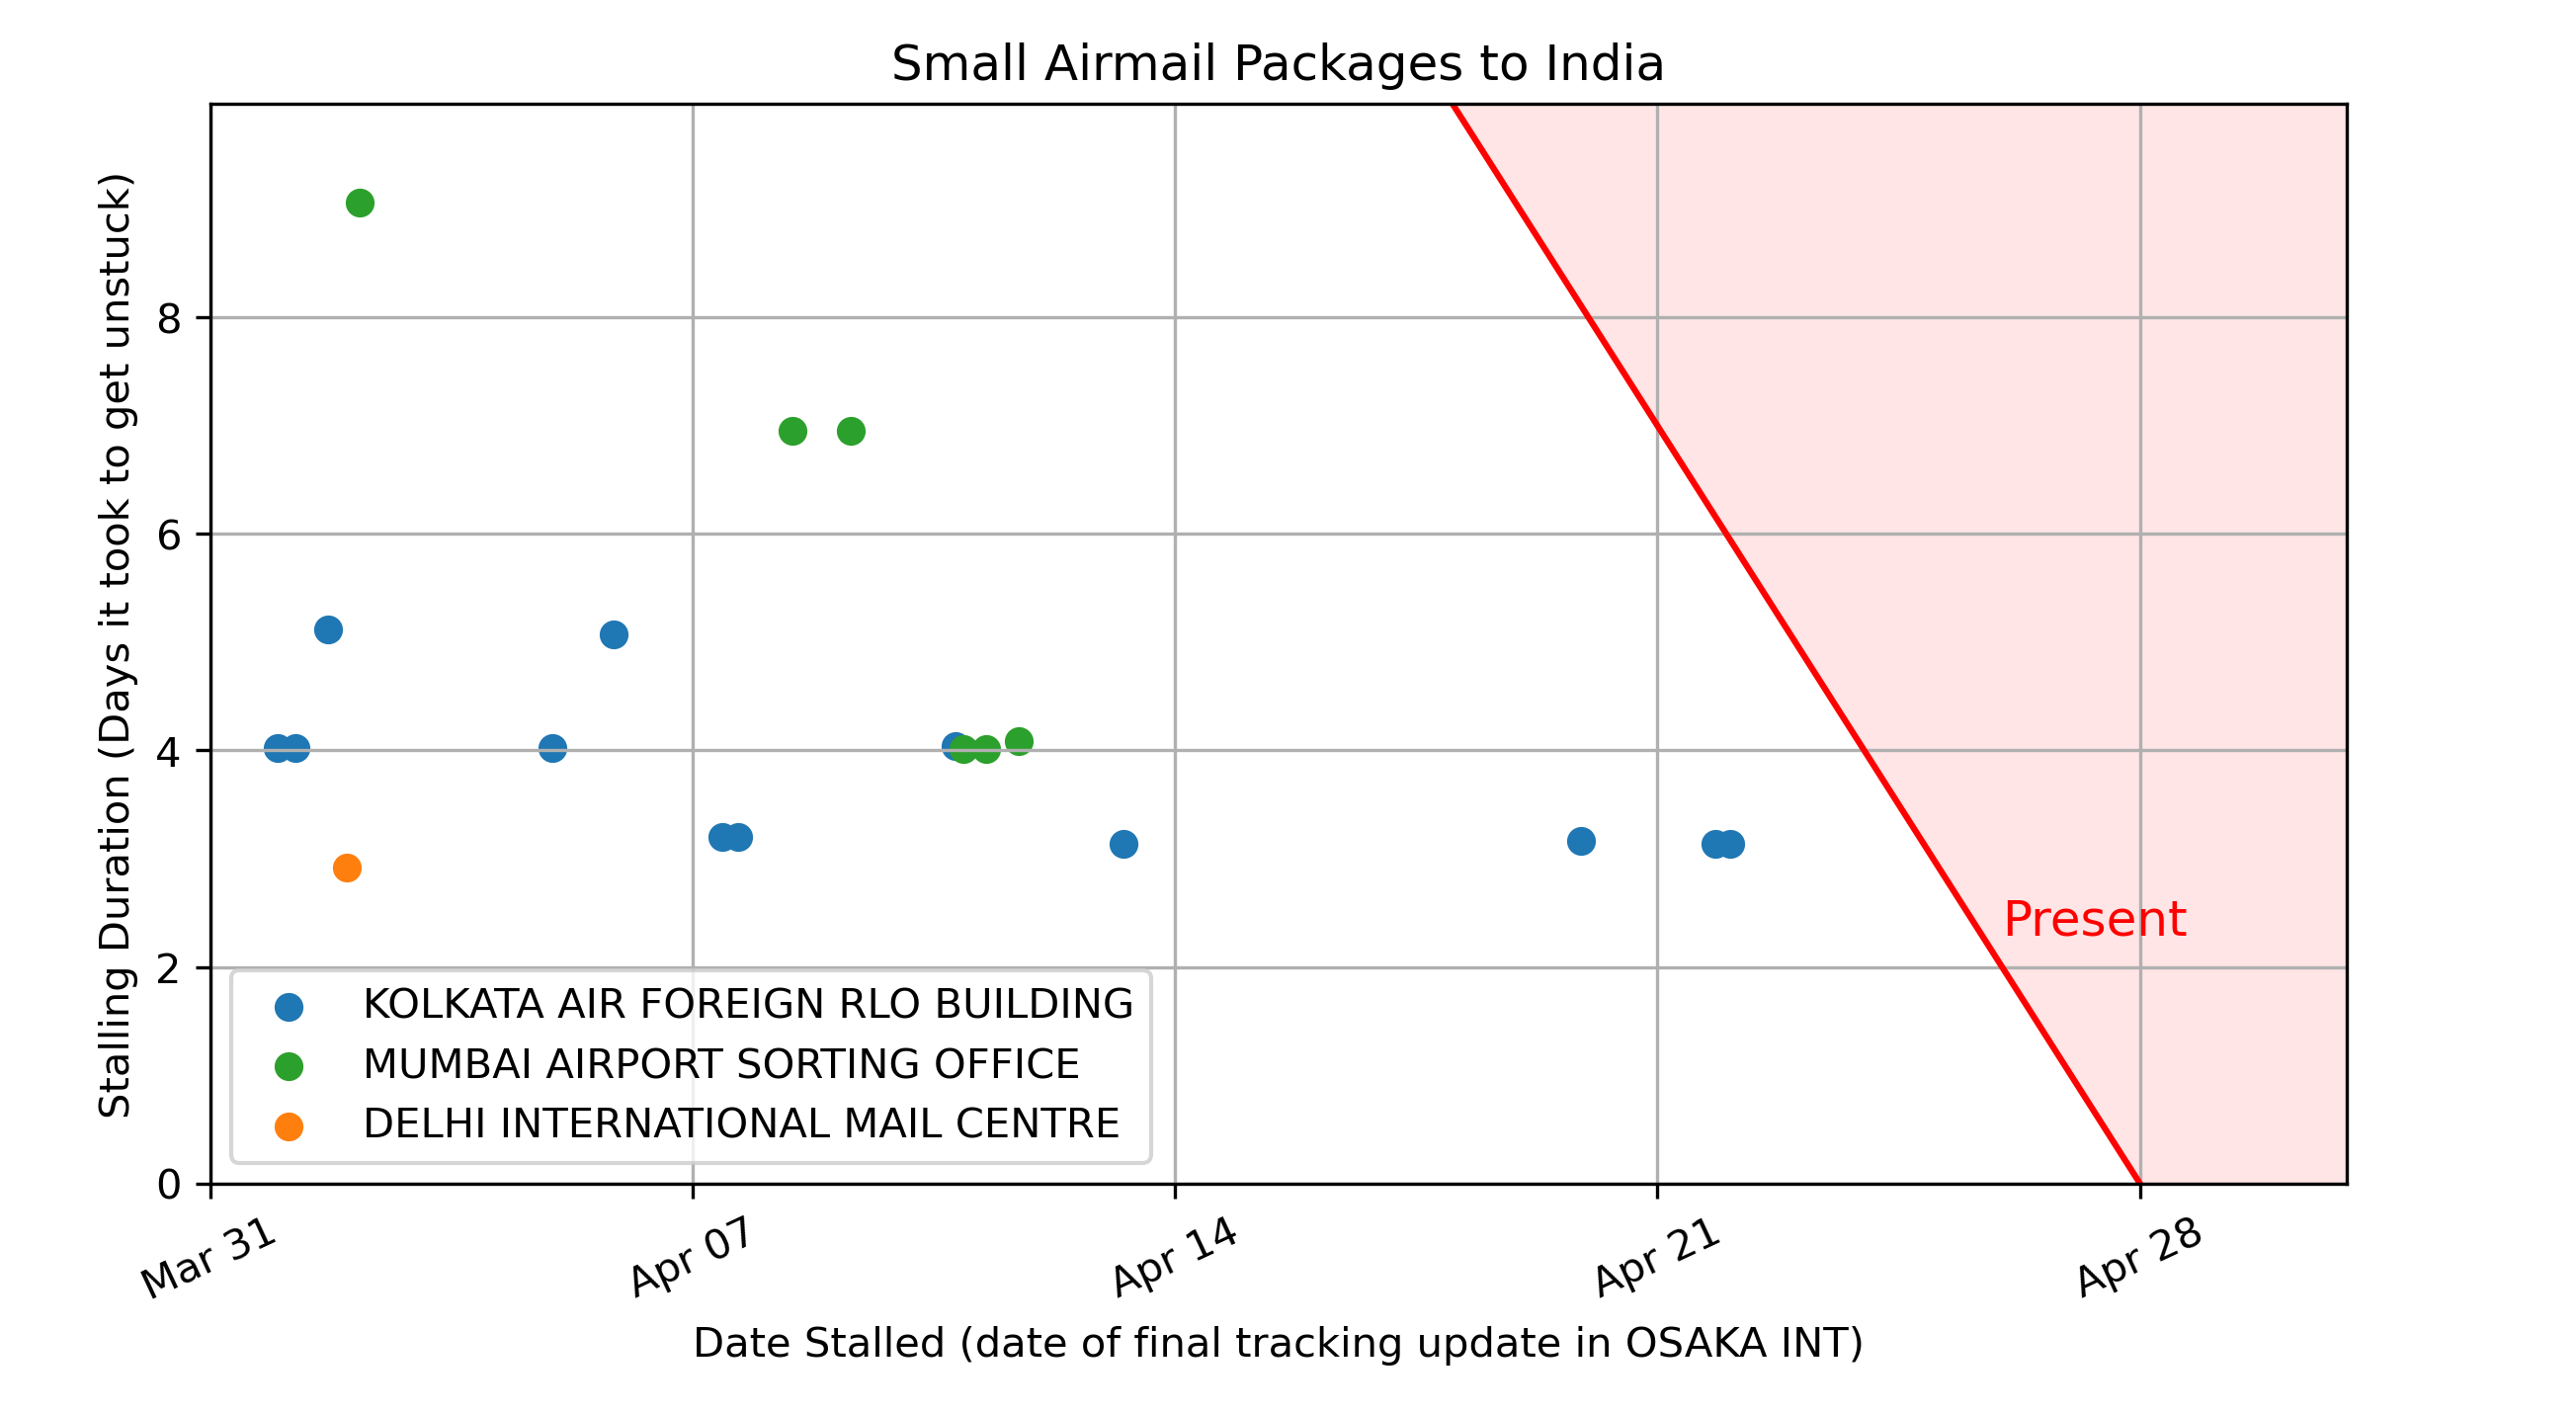 Small Airmail Packages to India
Stalling Duration (Days it took to get unstuck)
8
6
4
2
0
Present
KOLKATA AIR FOREIGN RLO BUILDING
MUMBAI AIRPORT SORTING OFFICE
DELHI INTERNATIONAL MAIL CENTRE
Mar 31
Apr 07
Apr 14
Apr 21
Apr 28
Date Stalled (date of final tracking update in OSAKA INT)